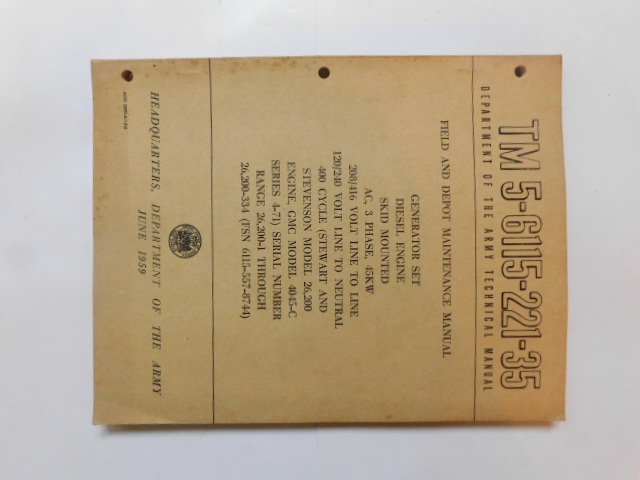 TM 5-6115-221-35
DEPARTMENT OF THE ARMY TECHNICAL MANUAL
FIELD AND DEPOT MAINTENANCE MANUAL
GENERATOR SET
DIESEL ENGINE
SKID MOUNTED
AC, 3 PHASE, 45KW
208/416 VOLT LINE TO LINE
120/240 VOLT LINE TO NEUTRAL
400 CYCLE (STEWART AND
STEVENSON MODEL 26,200
ENGINE, GMC MODEL 4045-C
SERIES 4-71) SERIAL NUMBER
RANGE 26,200-1 THROUGH
26,200-334 (FSN 6115-557-8744)
HEADQUARTERS, DEPARTMENT OF THE ARMY
JUNE 1959